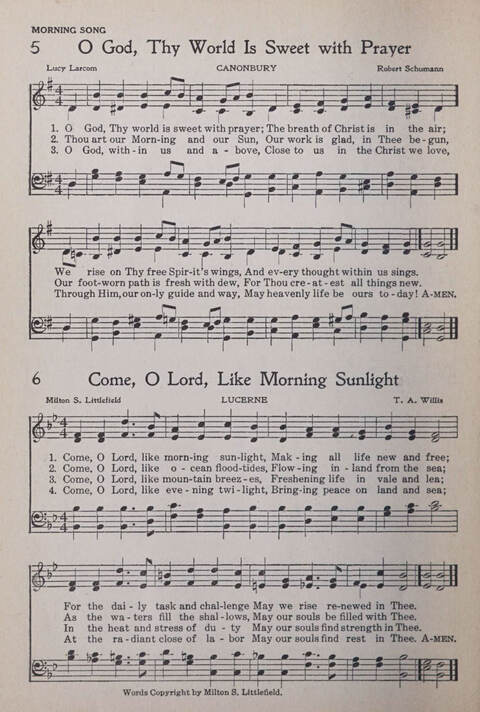 MORNING SONG
5 O God, Thy World Is Sweet with Prayer
Lucy Larcom CANONBURY Robert Schumann
1. O God, Thy world is sweet with prayer; The breath of Christ is in the air;
2. Thou art our Morn-ing and our Sun, Our work is glad, in Thee be-gun,
3. O God, with-in us and a-bove, Close to us in the Christ we love,
We rise on Thy free Spir-it's wings, And ev-ery thought within us sings.
Our foot-worn path is fresh with dew, For Thou cre-at-est all things new.
Through Him, our on-ly guide and way, May heavenly life be ours to-day! A-MEN.
6 Come, O Lord, Like Morning Sunlight
Milton S. Littlefield LUCERNE T. A. Willis
1. Come, O Lord, like morn-ing sun-light, Mak-ing all life new and free;
2. Come, O Lord, like o-cean flood-tides, Flow-ing in-land from the sea;
3. Come, O Lord, like moun-tain breez-es, Freshening life in vale and lea;
4. Come, O Lord, like eve-ning twi-light, Bring-ing peace on land and sea;
For the dai-ly task and chal-lenge May we rise re-newed in Thee.
As the wa-ters fill the shal-lows, May our souls be filled with Thee.
In the heat and stress of du-ty May our souls find strength in Thee.
At the ra-diant close of la-bor May our souls find rest in Thee. A-MEN.
Words Copyright by Milton S. Littlefield.